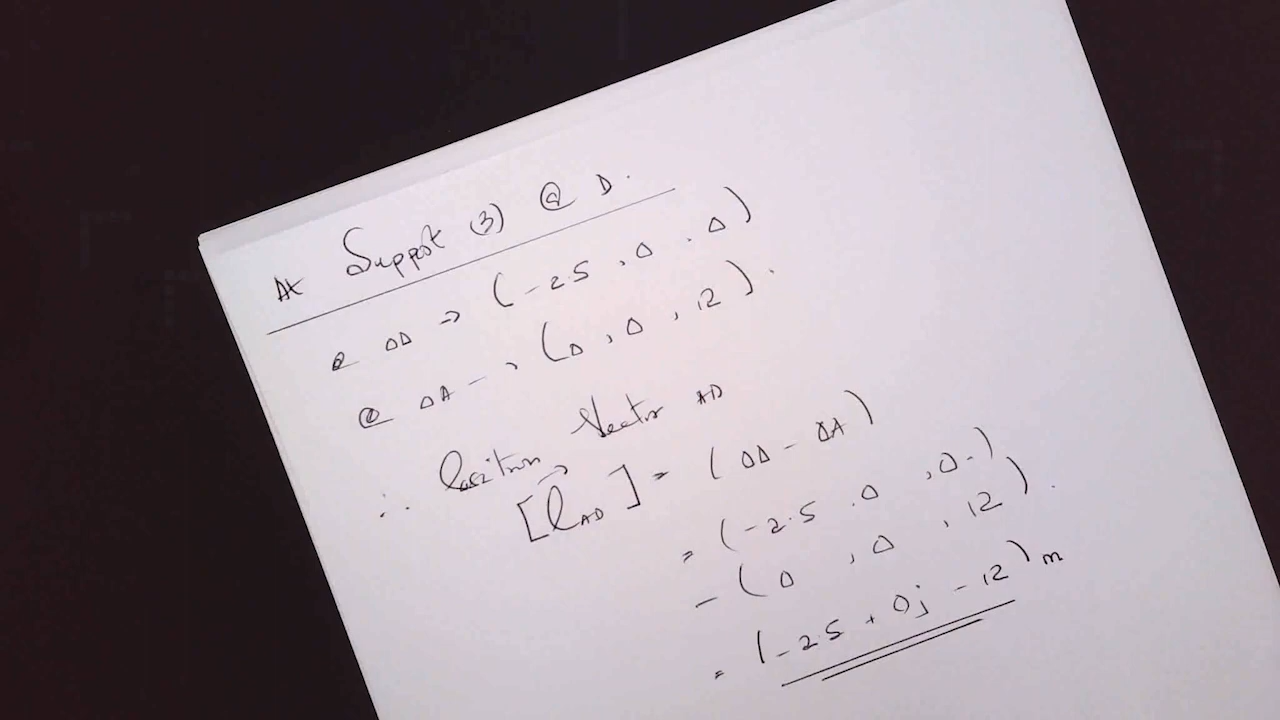 At Support (3) @ D.
@ OD → (-2.5, 0, 0)
@ OA → (0, 0, 12).
∴ Position Vector AD
[l⃗AD] = (OD - OA)
= (-2.5, 0, 0.)
- (0, 0, 12).
= (-2.5 + 0j - 12) m